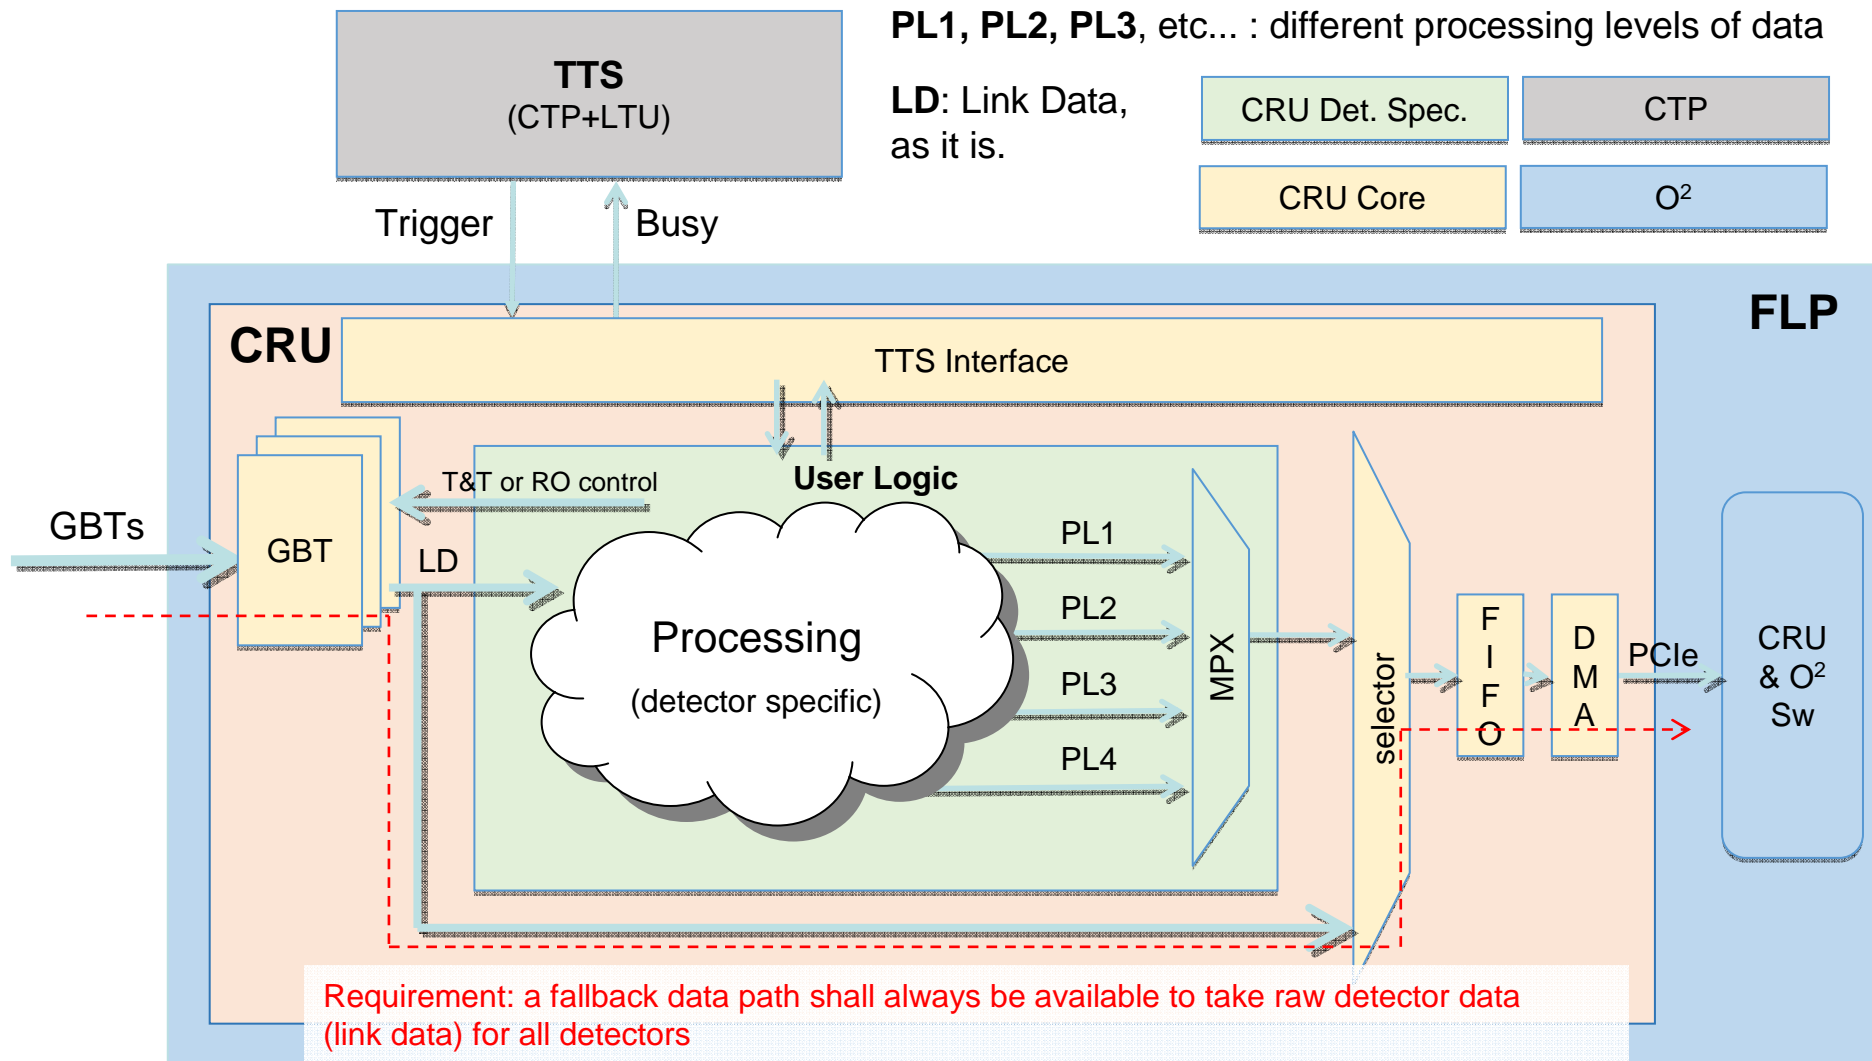 PL1, PL2, PL3, etc... : different processing levels of data
TTS
(CTP+LTU)
LD: Link Data,
as it is.
CRU Det. Spec.
CTP
CRU Core
O²
Trigger
Busy
FLP
CRU
TTS Interface
T&T or RO control
User Logic
GBTs
GBT
LD
PL1
PL2
PL3
PL4
Processing
(detector specific)
MPX
selector
FIFO
DMA
PCIe
CRU
& O²
Sw
Requirement: a fallback data path shall always be available to take raw detector data
(link data) for all detectors